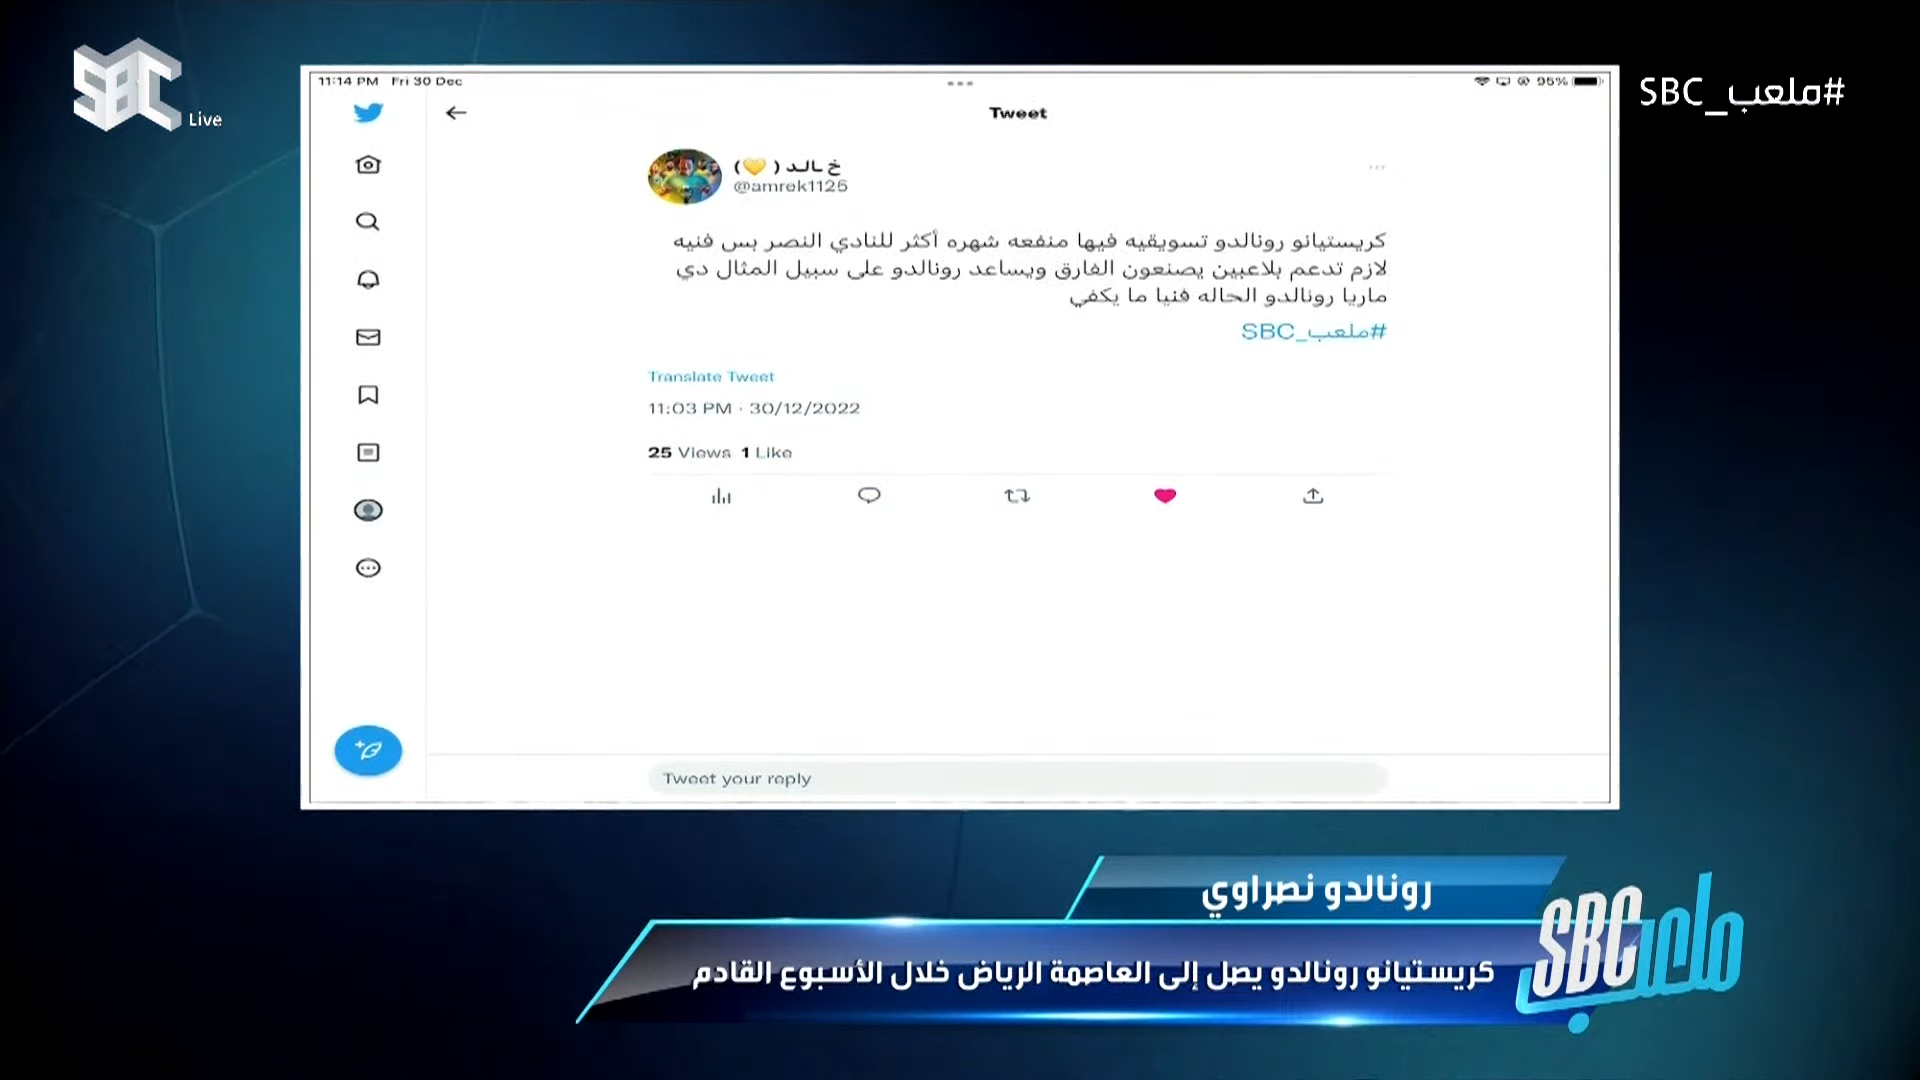 SBC
Live
#ملعب_SBC
11:14 PM Fri 30 Dec
95%
Tweet
خ ـالـد ( 💛 )
@amrek1125
كريستيانو رونالدو تسويقيه فيها منفعه شهره أكثر للنادي النصر بس فنيه
لازم تدعم بلاعبين يصنعون الفارق ويساعد رونالدو على سبيل المثال دي
ماريا رونالدو الحاله فنيا ما يكفي
#ملعب_SBC
Translate Tweet
11:03 PM · 30/12/2022
25 Views 1 Like
Tweet your reply
رونالدو نصراوي
كريستيانو رونالدو يصل إلى العاصمة الرياض خلال الأسبوع القادم
ملعب SBC